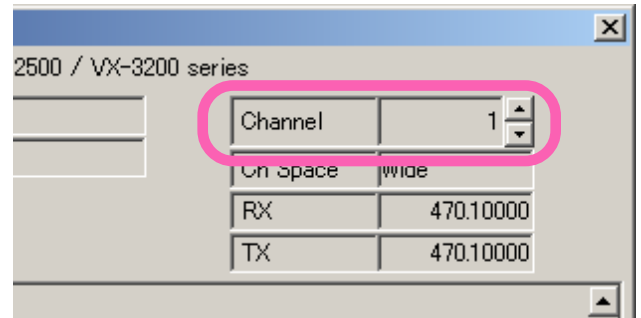 2500 / VX-3200 series
Channel 1
Ch Space Wide
RX 470.10000
TX 470.10000